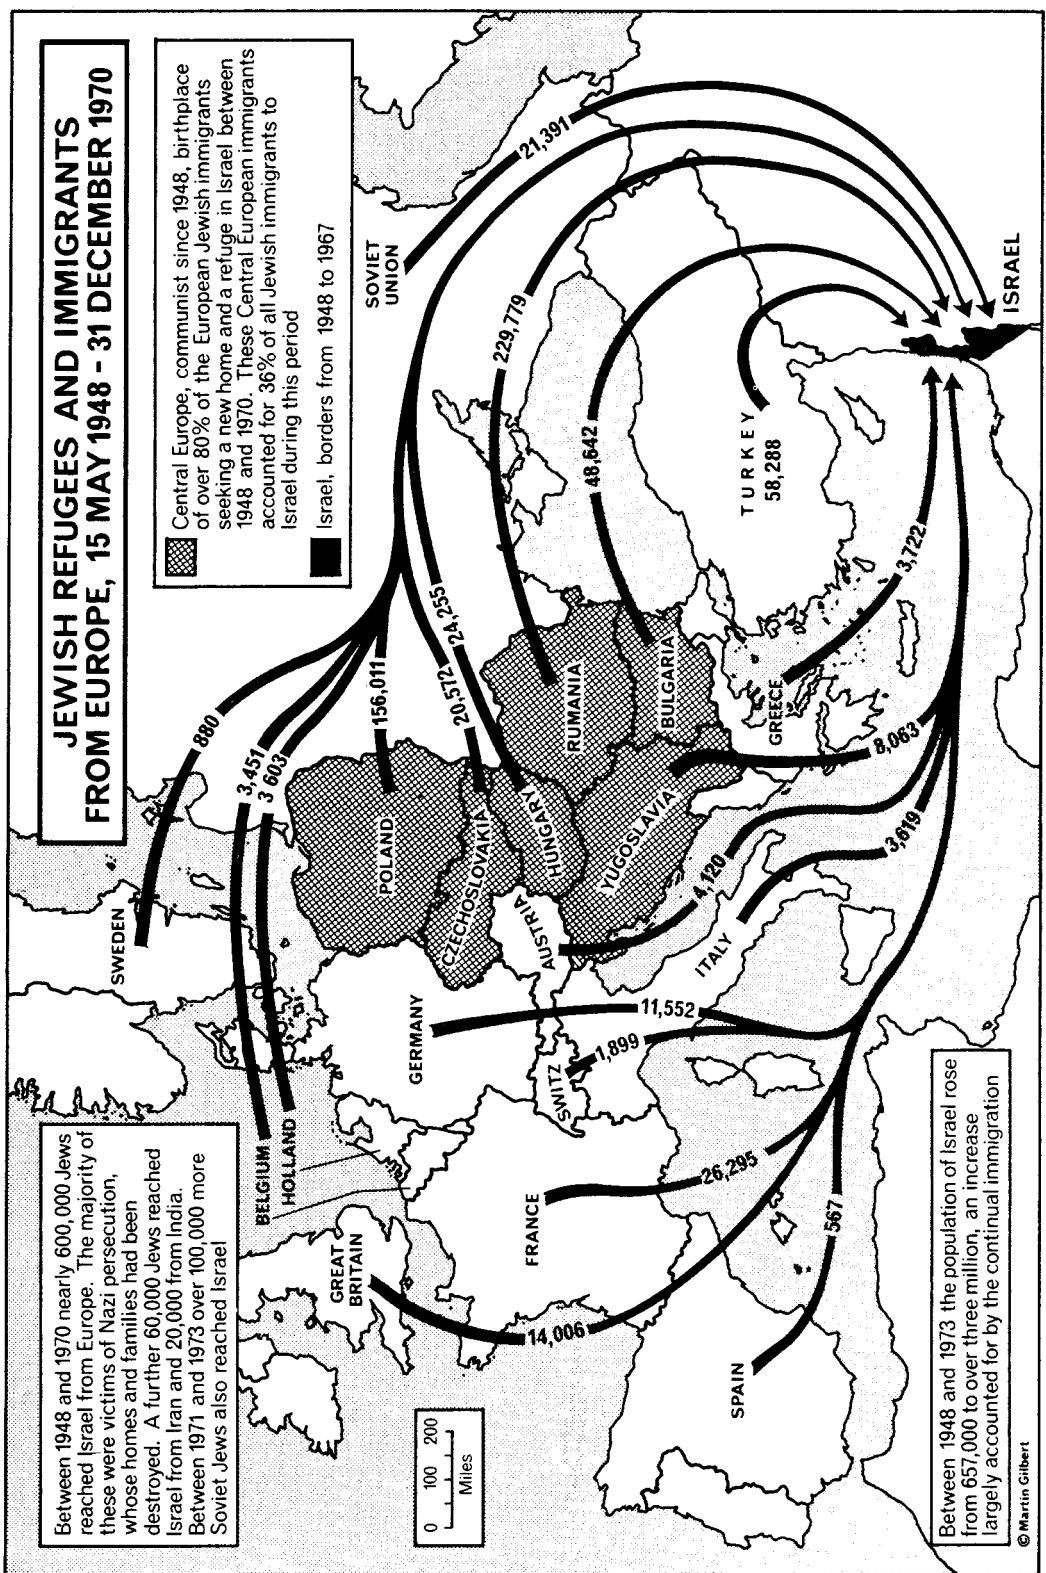 JEWISH REFUGEES AND IMMIGRANTS
FROM EUROPE, 15 MAY 1948 - 31 DECEMBER 1970
Between 1948 and 1970 nearly 600,000 Jews
reached Israel from Europe. The majority of
these were victims of Nazi persecution,
whose homes and families had been
destroyed. A further 60,000 Jews reached
Israel from Iran and 20,000 from India.
Between 1971 and 1973 over 100,000 more
Soviet Jews also reached Israel
Central Europe, communist since 1948, birthplace
of over 80% of the European Jewish immigrants
seeking a new home and a refuge in Israel between
1948 and 1970. These Central European immigrants
accounted for 36% of all Jewish immigrants to
Israel during this period
Israel, borders from 1948 to 1967
SWEDEN
880
BELGIUM
3,451
HOLLAND
3 603
GREAT
BRITAIN
14,006
POLAND
156,011
SOVIET
UNION
21,391
GERMANY
11,552
CZECHOSLOVAKIA
20,572
HUNGARY
24,255
AUSTRIA
4,120
SWITZ
1,899
FRANCE
26,295
RUMANIA
229,779
YUGOSLAVIA
8,063
BULGARIA
48,642
ITALY
3,619
GREECE
3,722
TURKEY
58,288
SPAIN
567
ISRAEL
0 100 200
Miles
Between 1948 and 1973 the population of Israel rose
from 657,000 to over three million, an increase
largely accounted for by the continual immigration
© Martin Gilbert